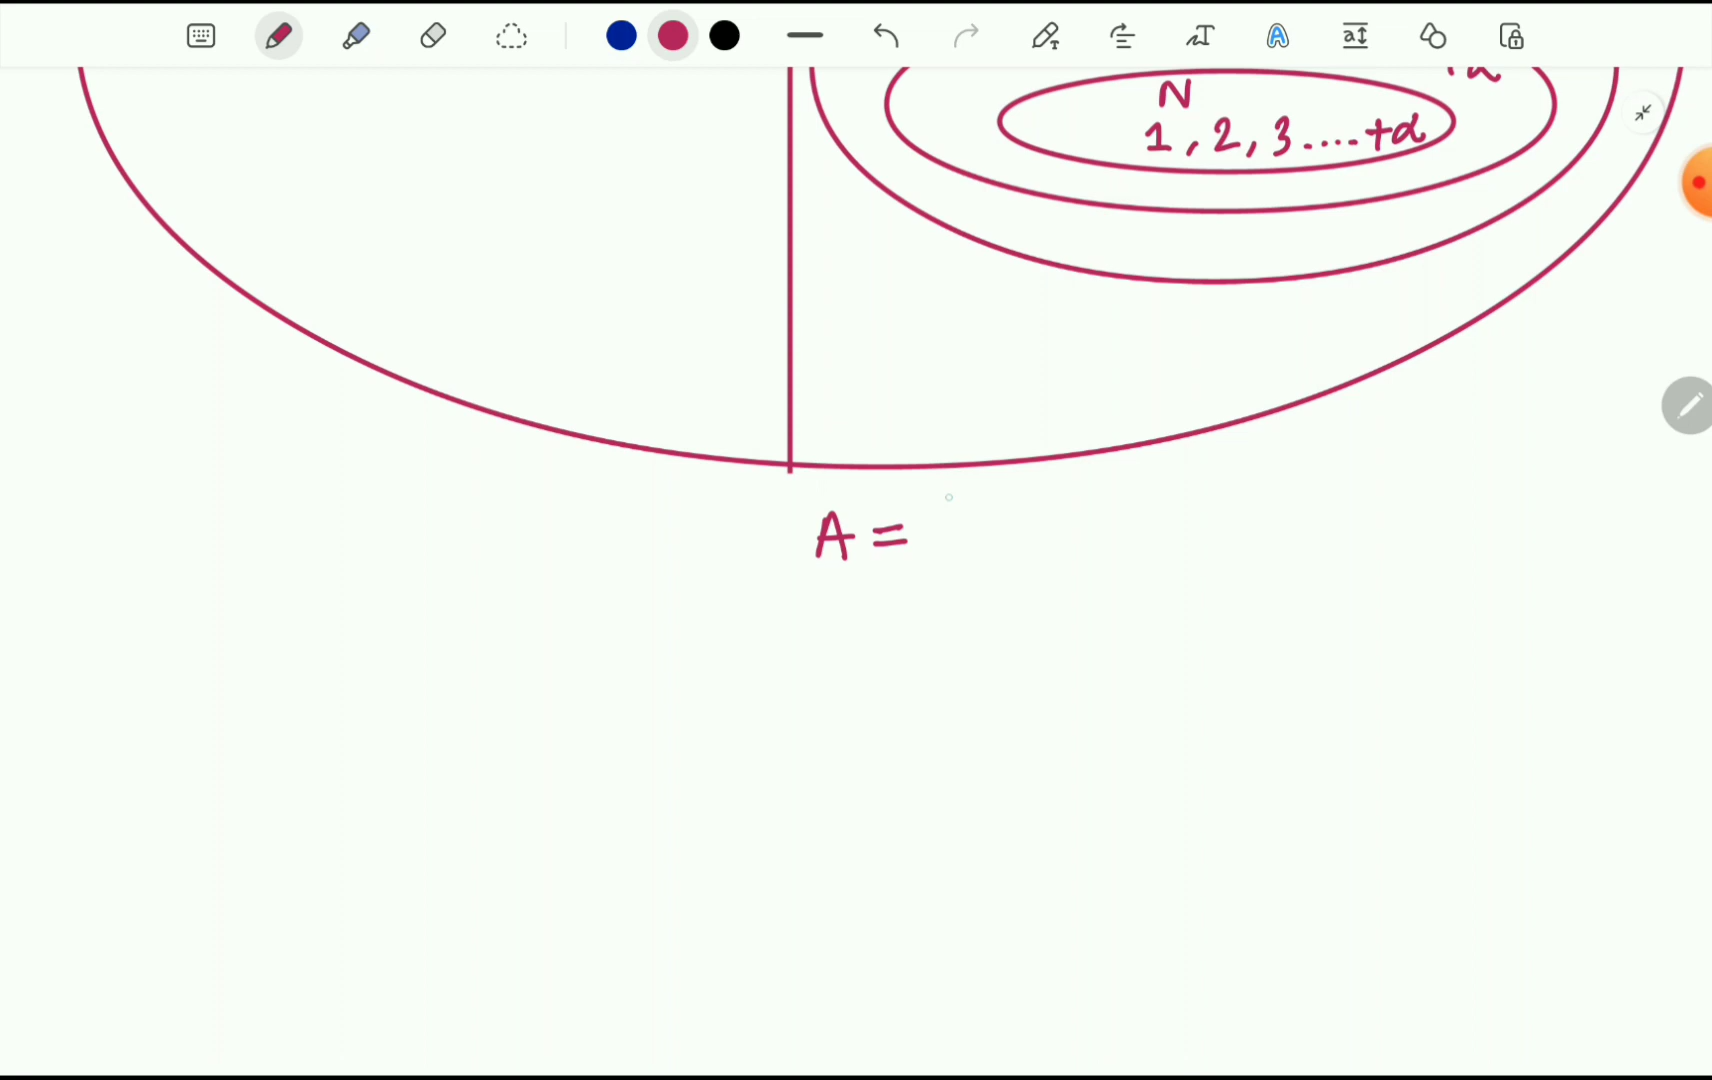 N
1, 2, 3....+α
A =